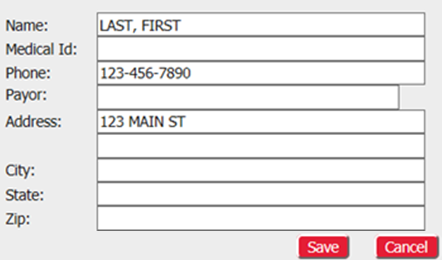 Name: LAST, FIRST
Medical Id:
Phone: 123-456-7890
Payor:
Address: 123 MAIN ST
City:
State:
Zip:
Save Cancel